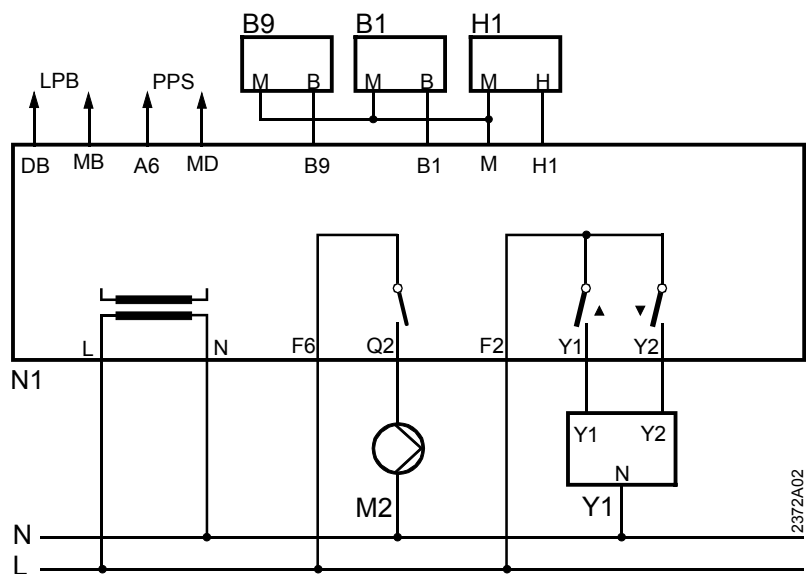 B9 B1 H1
M B M B M H
LPB PPS
DB MB A6 MD B9 B1 M H1
L N F6 Q2 F2 Y1 Y2
N1
Y1 Y2
N
M2 Y1
2372A02
N
L